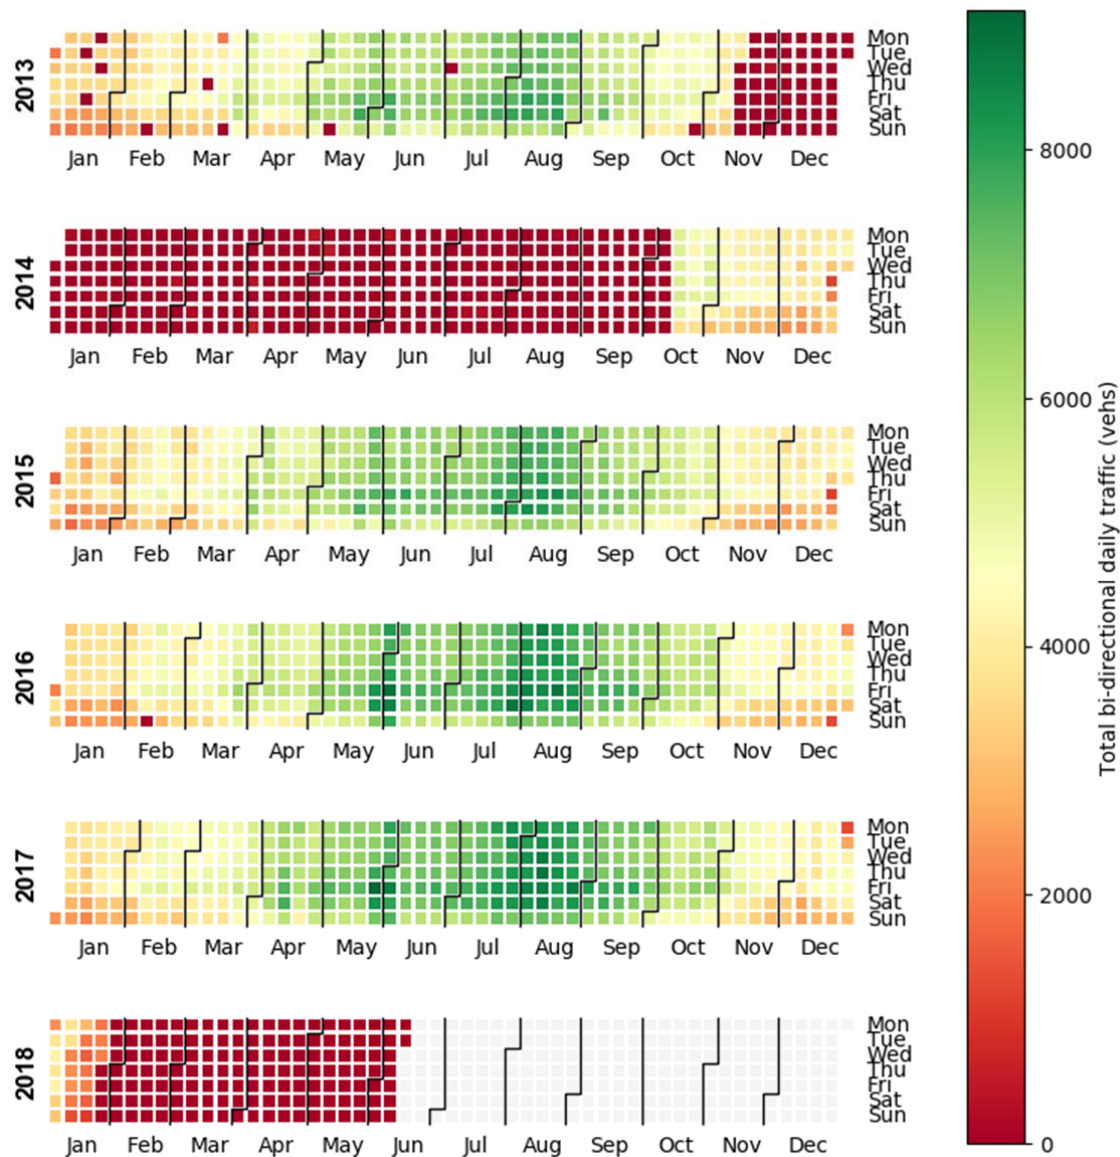 2013
Mon
Tue
Wed
Thu
Fri
Sat
Sun
Jan Feb Mar Apr May Jun Jul Aug Sep Oct Nov Dec
2014
Mon
Tue
Wed
Thu
Fri
Sat
Sun
Jan Feb Mar Apr May Jun Jul Aug Sep Oct Nov Dec
2015
Mon
Tue
Wed
Thu
Fri
Sat
Sun
Jan Feb Mar Apr May Jun Jul Aug Sep Oct Nov Dec
2016
Mon
Tue
Wed
Thu
Fri
Sat
Sun
Jan Feb Mar Apr May Jun Jul Aug Sep Oct Nov Dec
2017
Mon
Tue
Wed
Thu
Fri
Sat
Sun
Jan Feb Mar Apr May Jun Jul Aug Sep Oct Nov Dec
2018
Mon
Tue
Wed
Thu
Fri
Sat
Sun
Jan Feb Mar Apr May Jun Jul Aug Sep Oct Nov Dec
8000
6000
4000
2000
0
Total bi-directional daily traffic (vehs)